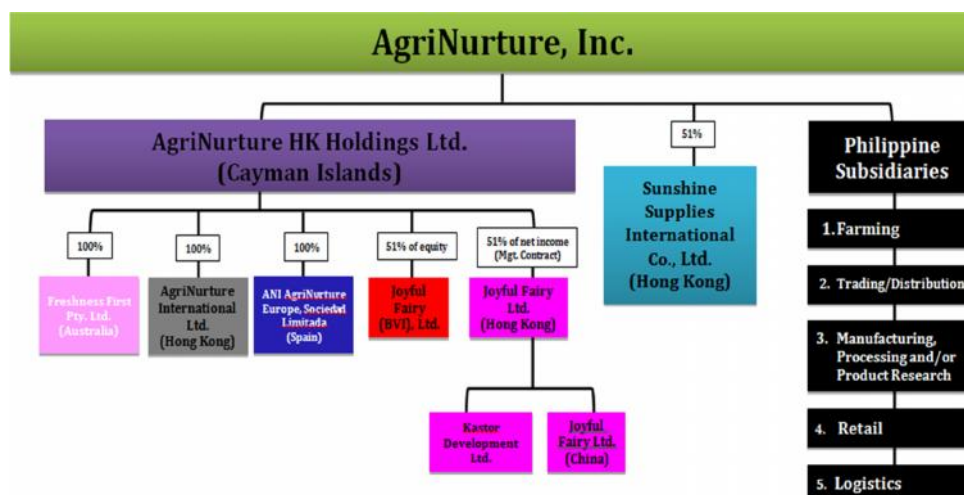 AgriNurture, Inc.
AgriNurture HK Holdings Ltd.
(Cayman Islands)
51%
Philippine
Subsidiaries
Sunshine
Supplies
International
Co., Ltd.
(Hong Kong)
1. Farming
100%
100%
100%
51% of equity
51% of net income
(Mgt. Contract)
2. Trading/Distribution
Freshness First
Pty. Ltd.
(Australia)
AgriNurture
International
Ltd.
(Hong Kong)
ANI AgriNurture
Europe, Sociedad
Limitada
(Spain)
Joyful
Fairy
(BVI), Ltd.
Joyful Fairy
Ltd.
(Hong Kong)
3. Manufacturing,
Processing and/or
Product Research
Kastor
Development
Ltd.
Joyful
Fairy Ltd.
(China)
4. Retail
5. Logistics